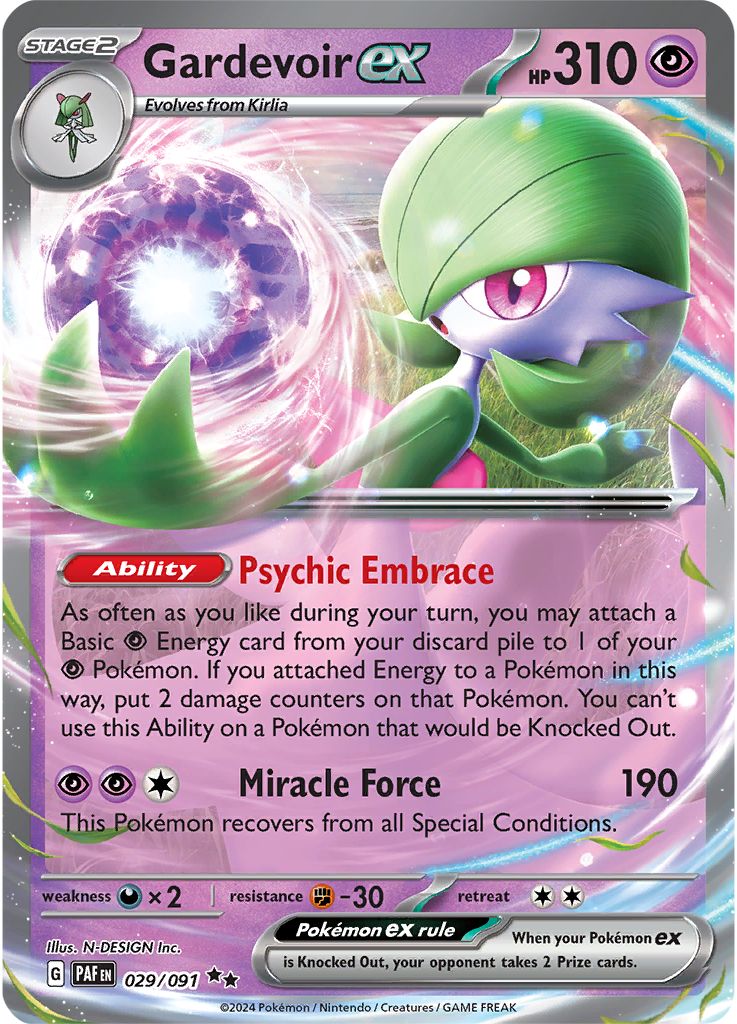 STAGE2
Gardevoir ex
HP 310
Evolves from Kirlia
Ability Psychic Embrace
As often as you like during your turn, you may attach a
Basic Energy card from your discard pile to 1 of your
Pokémon. If you attached Energy to a Pokémon in this
way, put 2 damage counters on that Pokémon. You can't
use this Ability on a Pokémon that would be Knocked Out.
Miracle Force 190
This Pokémon recovers from all Special Conditions.
weakness ×2 resistance -30 retreat
Pokémon ex rule When your Pokémon ex
is Knocked Out, your opponent takes 2 Prize cards.
Illus. N-DESIGN Inc.
G PAF EN 029/091
©2024 Pokémon / Nintendo / Creatures / GAME FREAK